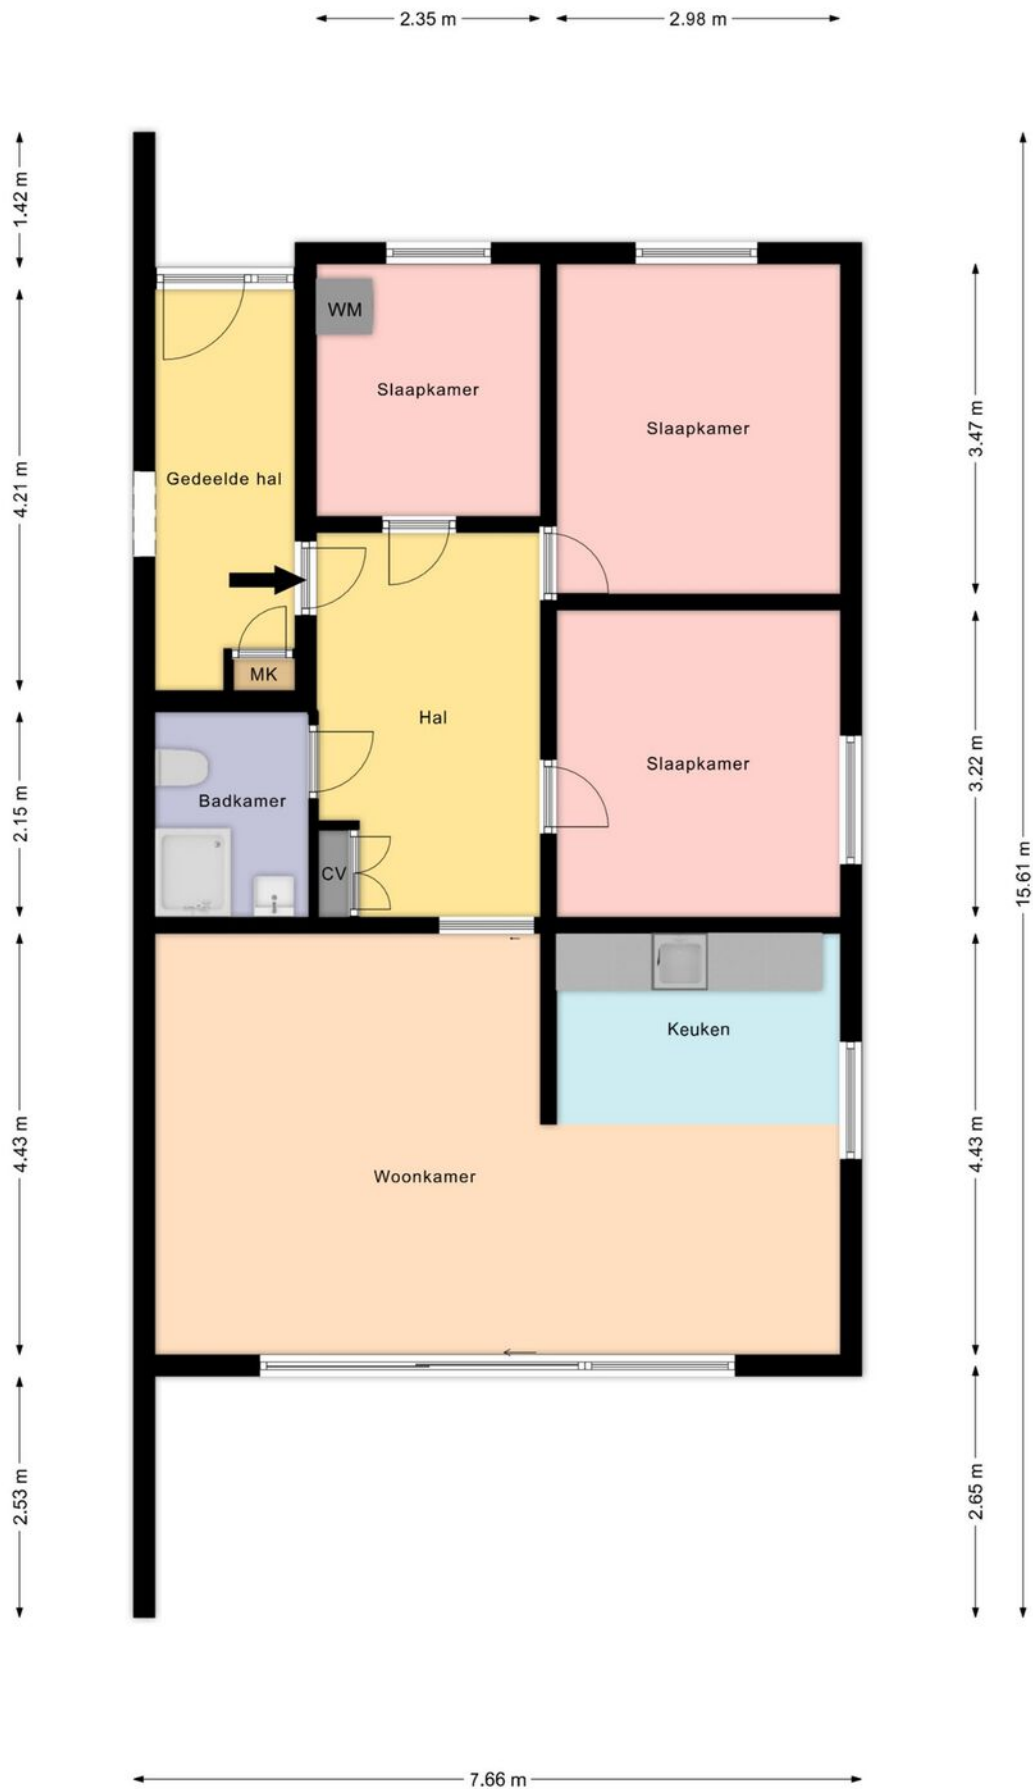 2.35 m
2.98 m
1.42 m
WM
Slaapkamer
Slaapkamer
3.47 m
4.21 m
Gedeelde hal
MK
Hal
Slaapkamer
3.22 m
2.15 m
Badkamer
CV
15.61 m
Keuken
4.43 m
4.43 m
Woonkamer
2.53 m
2.65 m
7.66 m